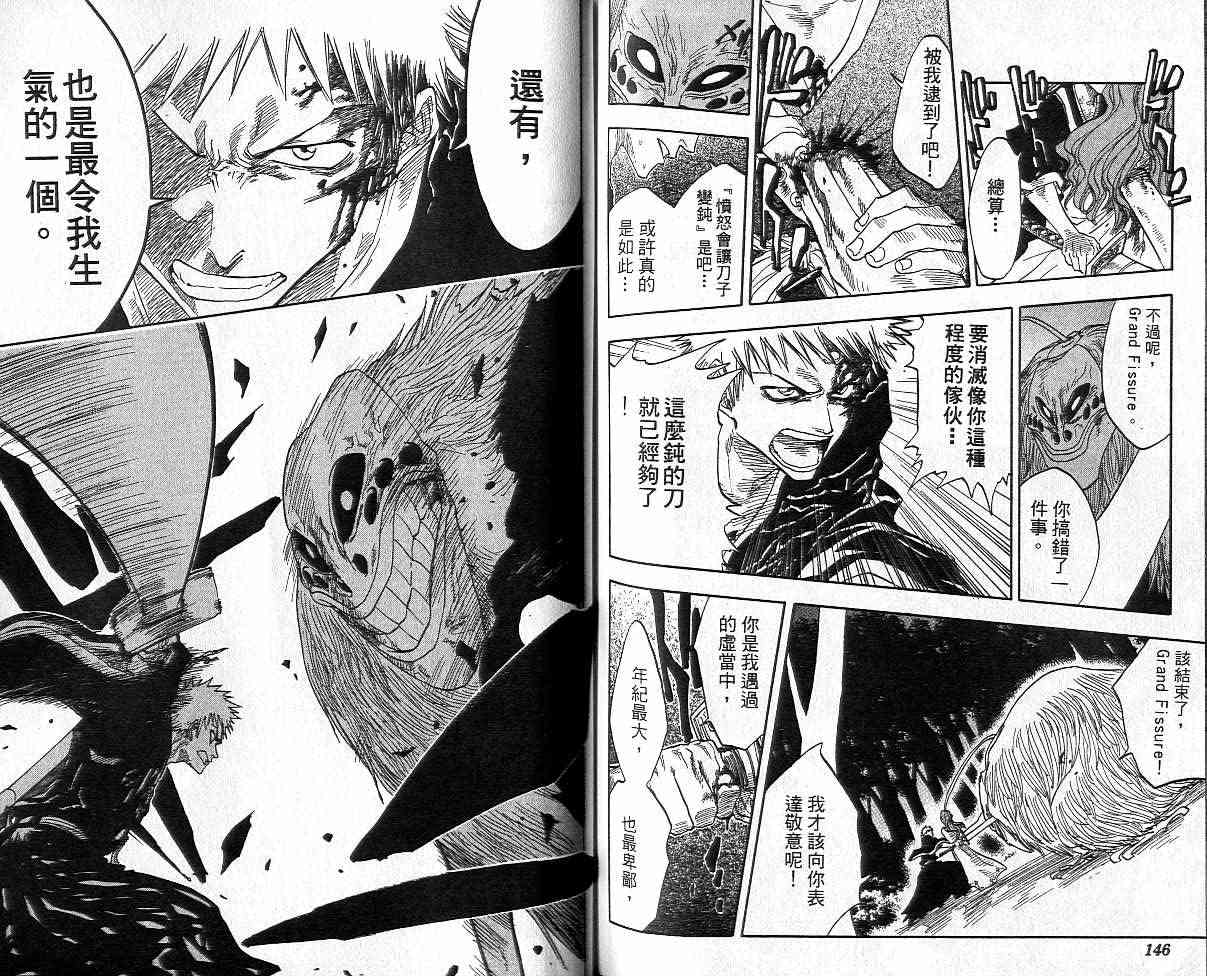 總算…
被我逮到了吧！
『憤怒會讓刀子
變鈍』是吧…
或許真的
是如此…
不過呢，
Grand Fissure。
你搞錯了一
件事。
要消滅像你這種
程度的傢伙…
這麼鈍的刀
就已經夠了
！
該結束了，
Grand Fissure！
我才該向你表
達敬意呢！
你是我遇過
的虛當中，
年紀最大，
也最卑鄙，
146
還有，
也是最令我生
氣的一個。